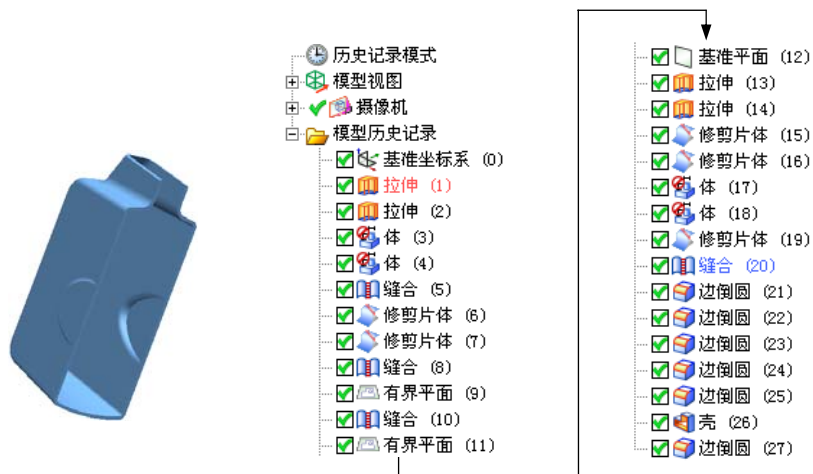 历史记录模式
模型视图
摄像机
模型历史记录
基准坐标系 (0)
拉伸 (1)
拉伸 (2)
体 (3)
体 (4)
缝合 (5)
修剪片体 (6)
修剪片体 (7)
缝合 (8)
有界平面 (9)
缝合 (10)
有界平面 (11)
基准平面 (12)
拉伸 (13)
拉伸 (14)
修剪片体 (15)
修剪片体 (16)
体 (17)
体 (18)
修剪片体 (19)
缝合 (20)
边倒圆 (21)
边倒圆 (22)
边倒圆 (23)
边倒圆 (24)
边倒圆 (25)
壳 (26)
边倒圆 (27)